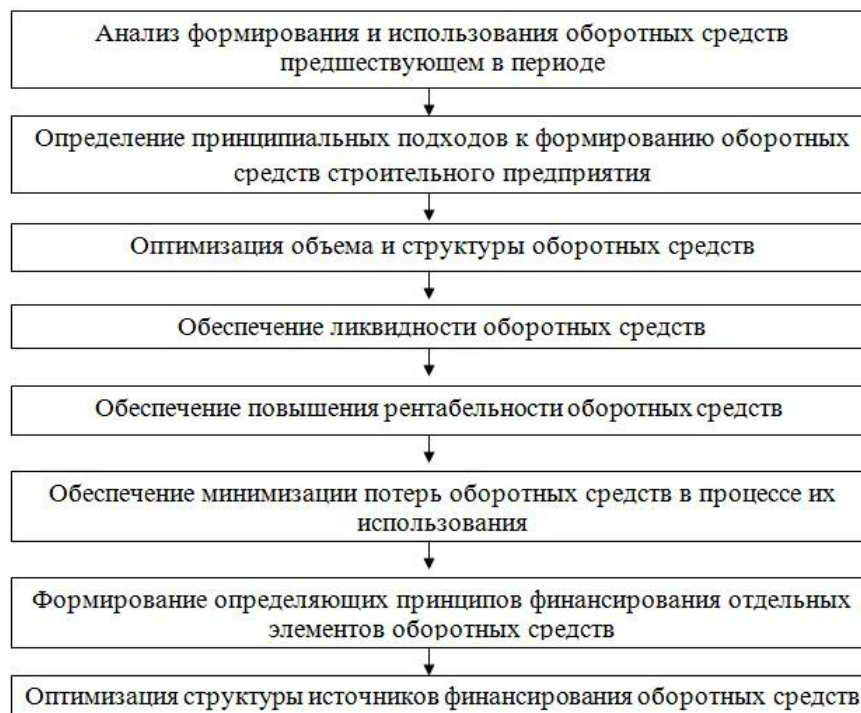 Анализ формирования и использования оборотных средств
предшествующем в периоде
Определение принципиальных подходов к формированию оборотных
средств строительного предприятия
Оптимизация объема и структуры оборотных средств
Обеспечение ликвидности оборотных средств
Обеспечение повышения рентабельности оборотных средств
Обеспечение минимизации потерь оборотных средств в процессе их
использования
Формирование определяющих принципов финансирования отдельных
элементов оборотных средств
Оптимизация структуры источников финансирования оборотных средств